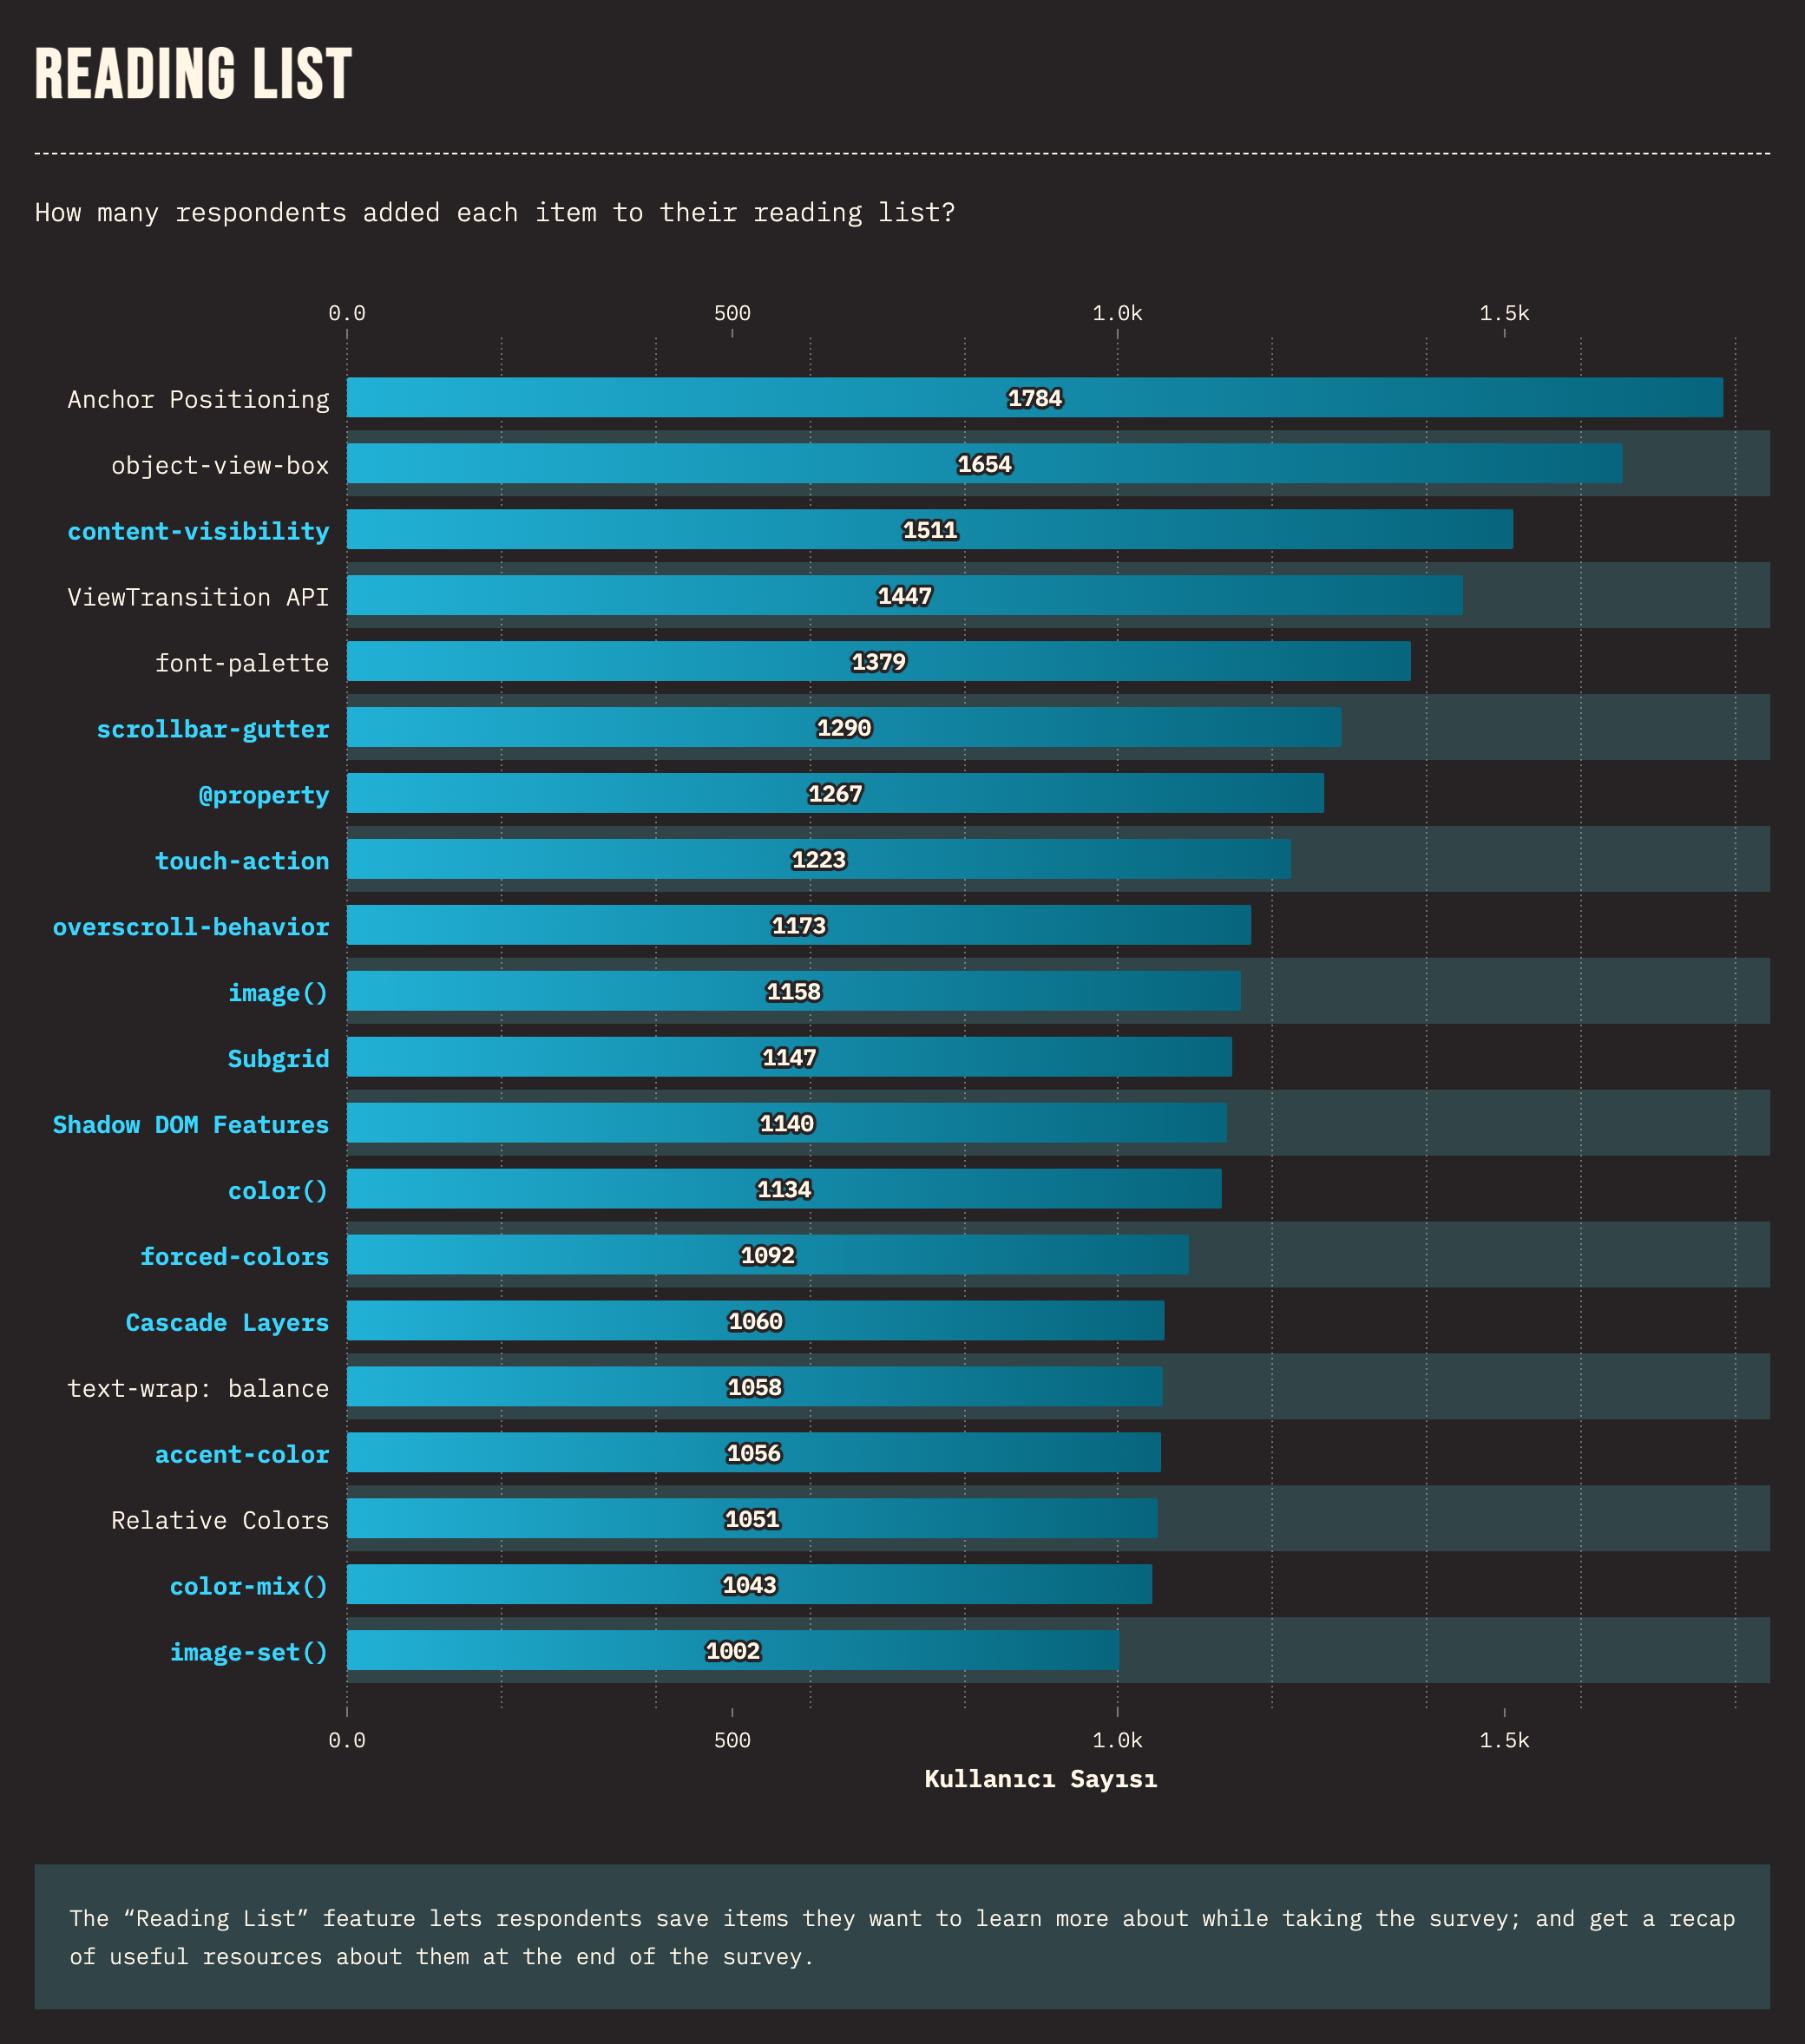 READING LIST
How many respondents added each item to their reading list?
0.0 500 1.0k 1.5k
Anchor Positioning 1784
object-view-box 1654
content-visibility 1511
ViewTransition API 1447
font-palette 1379
scrollbar-gutter 1290
@property 1267
touch-action 1223
overscroll-behavior 1173
image() 1158
Subgrid 1147
Shadow DOM Features 1140
color() 1134
forced-colors 1092
Cascade Layers 1060
text-wrap: balance 1058
accent-color 1056
Relative Colors 1051
color-mix() 1043
image-set() 1002
0.0 500 1.0k 1.5k
Kullanıcı Sayısı
The “Reading List” feature lets respondents save items they want to learn more about while taking the survey; and get a recap
of useful resources about them at the end of the survey.